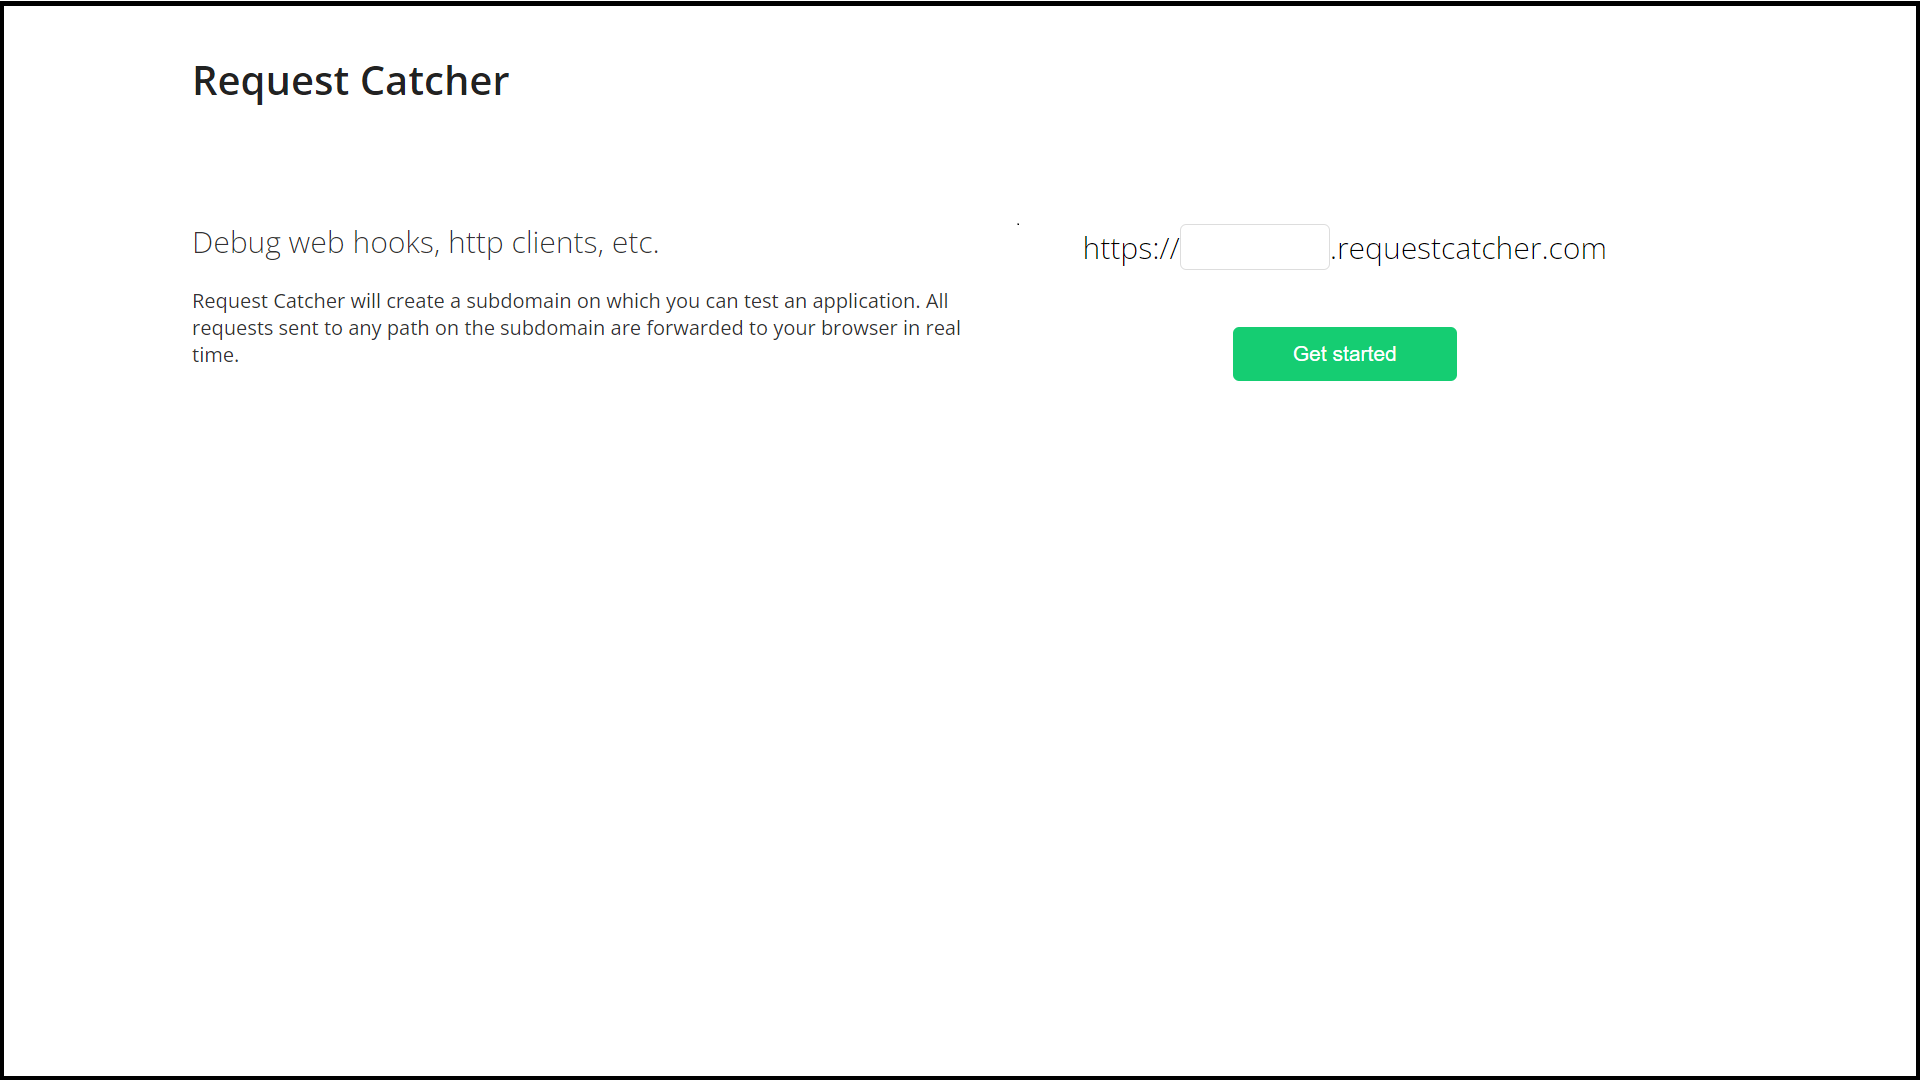 Request Catcher
Debug web hooks, http clients, etc.
Request Catcher will create a subdomain on which you can test an application. All
requests sent to any path on the subdomain are forwarded to your browser in real
time.
https:// .requestcatcher.com
Get started